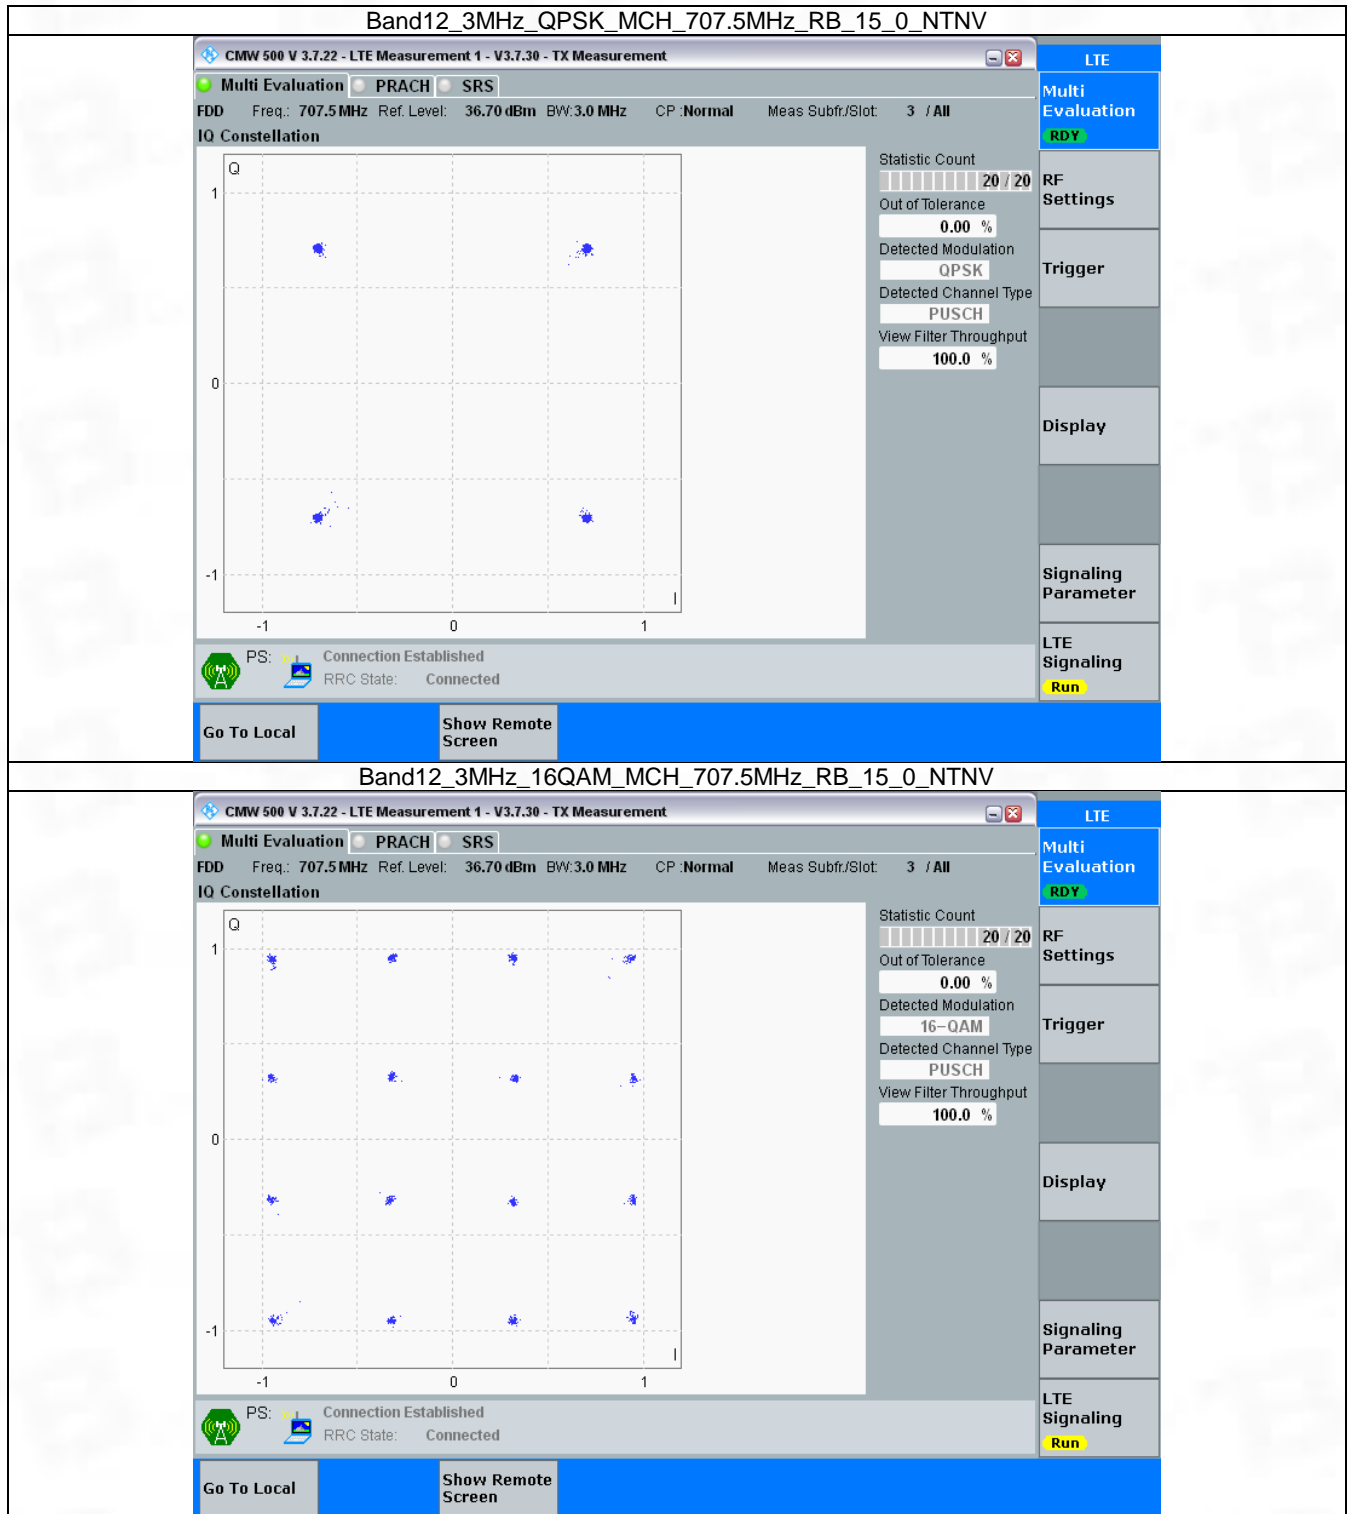 Band12_3MHz_QPSK_MCH_707.5MHz_RB_15_0_NTNV
CMW 500 V 3.7.22 - LTE Measurement 1 - V3.7.30 - TX Measurement
LTE
Multi Evaluation PRACH SRS
FDD Freq.: 707.5 MHz Ref. Level: 36.70 dBm BW: 3.0 MHz CP : Normal Meas Subfr./Slot: 3 / All
IQ Constellation
Q
1
0
-1
I
-1 0 1
Statistic Count
20 / 20
Out of Tolerance
0.00 %
Detected Modulation
QPSK
Detected Channel Type
PUSCH
View Filter Throughput
100.0 %
Multi
Evaluation
RDY
RF
Settings
Trigger
Display
Signaling
Parameter
LTE
Signaling
Run
PS: Connection Established
RRC State: Connected
Go To Local
Show Remote
Screen
Band12_3MHz_16QAM_MCH_707.5MHz_RB_15_0_NTNV
CMW 500 V 3.7.22 - LTE Measurement 1 - V3.7.30 - TX Measurement
LTE
Multi Evaluation PRACH SRS
FDD Freq.: 707.5 MHz Ref. Level: 36.70 dBm BW: 3.0 MHz CP : Normal Meas Subfr./Slot: 3 / All
IQ Constellation
Q
1
0
-1
I
-1 0 1
Statistic Count
20 / 20
Out of Tolerance
0.00 %
Detected Modulation
16-QAM
Detected Channel Type
PUSCH
View Filter Throughput
100.0 %
Multi
Evaluation
RDY
RF
Settings
Trigger
Display
Signaling
Parameter
LTE
Signaling
Run
PS: Connection Established
RRC State: Connected
Go To Local
Show Remote
Screen